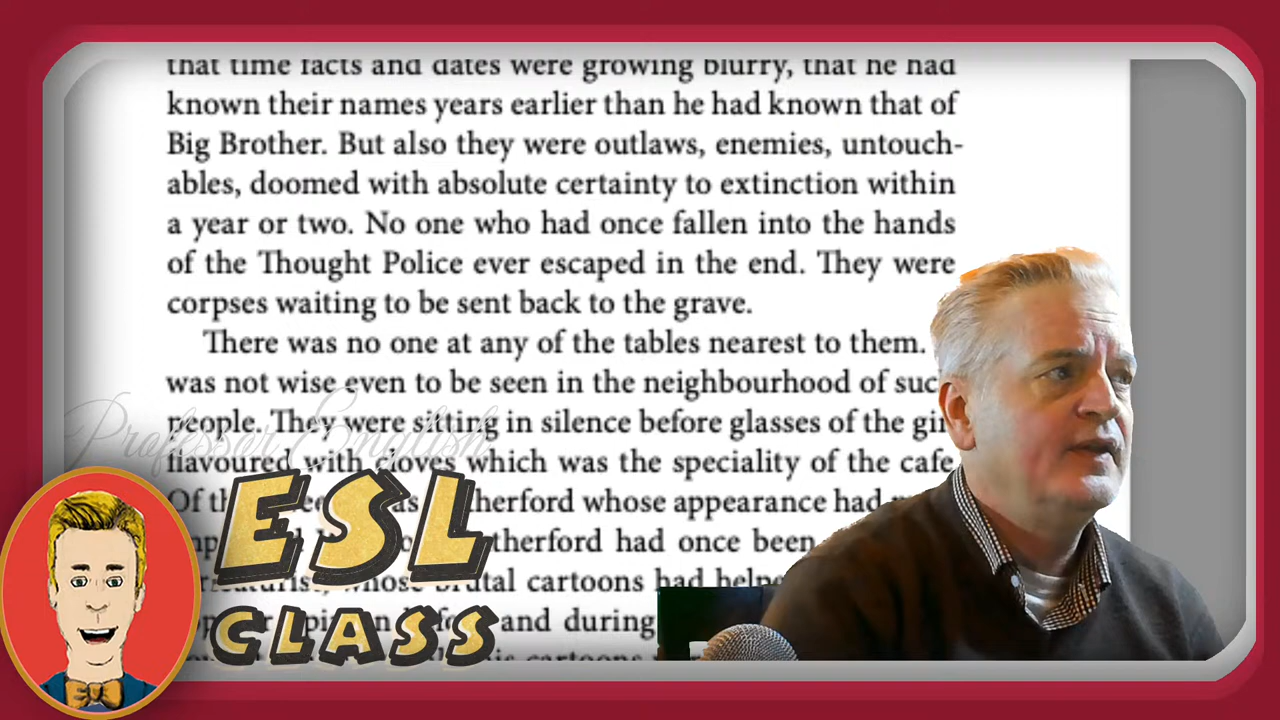 that time facts and dates were growing blurry, that he had
known their names years earlier than he had known that of
Big Brother. But also they were outlaws, enemies, untouch-
ables, doomed with absolute certainty to extinction within
a year or two. No one who had once fallen into the hands
of the Thought Police ever escaped in the end. They were
corpses waiting to be sent back to the grave.
There was no one at any of the tables nearest to them.
was not wise even to be seen in the neighbourhood of suc
people. They were sitting in silence before glasses of the gin
flavoured with cloves which was the speciality of the cafe
Of th therford whose appearance had
therford had once been
brutal cartoons had helpe
and during
Professor English
ESL
CLASS